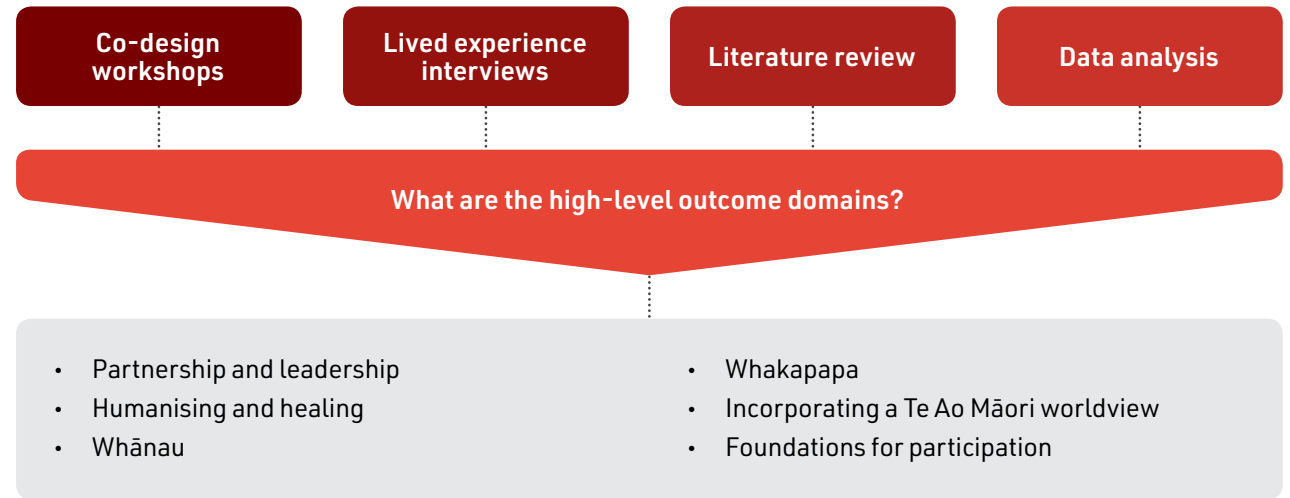 Co-design
workshops
Lived experience
interviews
Literature review
Data analysis
What are the high-level outcome domains?
• Partnership and leadership
• Humanising and healing
• Whānau
• Whakapapa
• Incorporating a Te Ao Māori worldview
• Foundations for participation